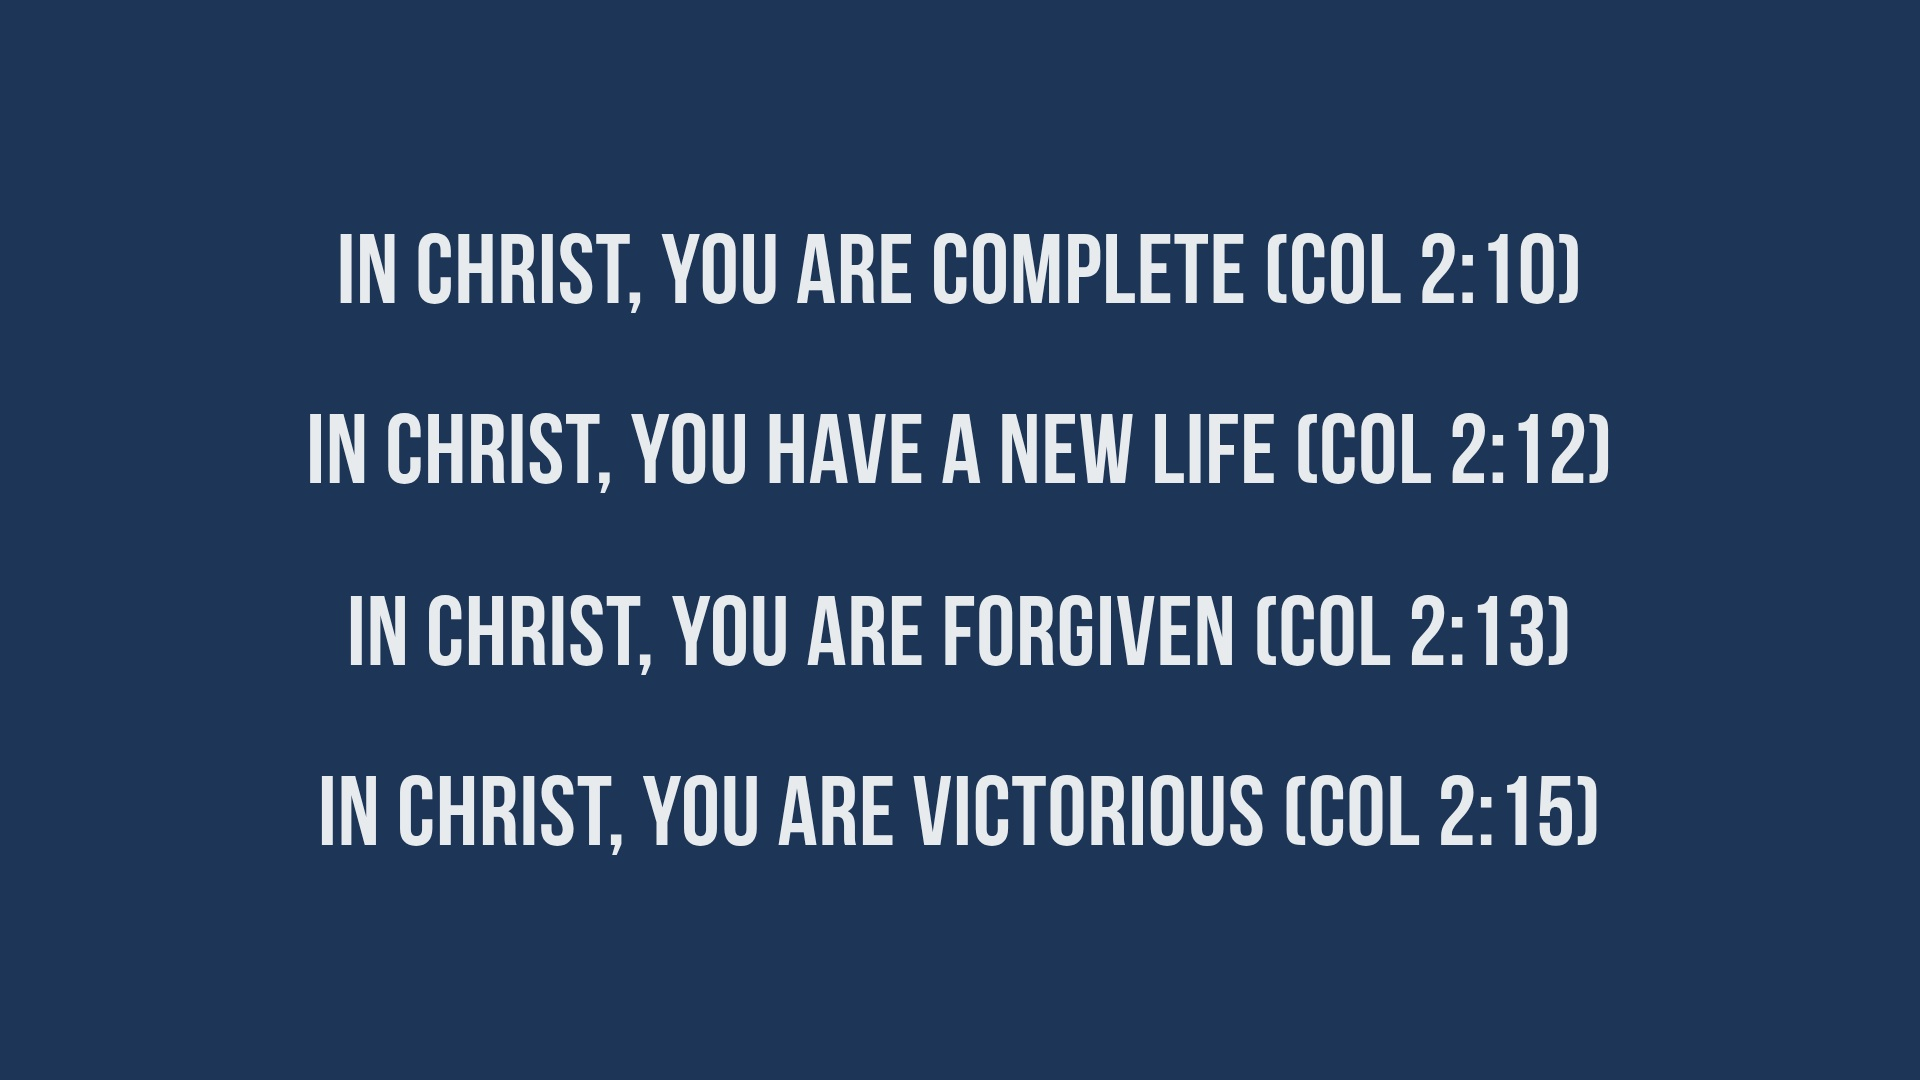 IN CHRIST, YOU ARE COMPLETE (COL 2:10)
IN CHRIST, YOU HAVE A NEW LIFE (COL 2:12)
IN CHRIST, YOU ARE FORGIVEN (COL 2:13)
IN CHRIST, YOU ARE VICTORIOUS (COL 2:15)